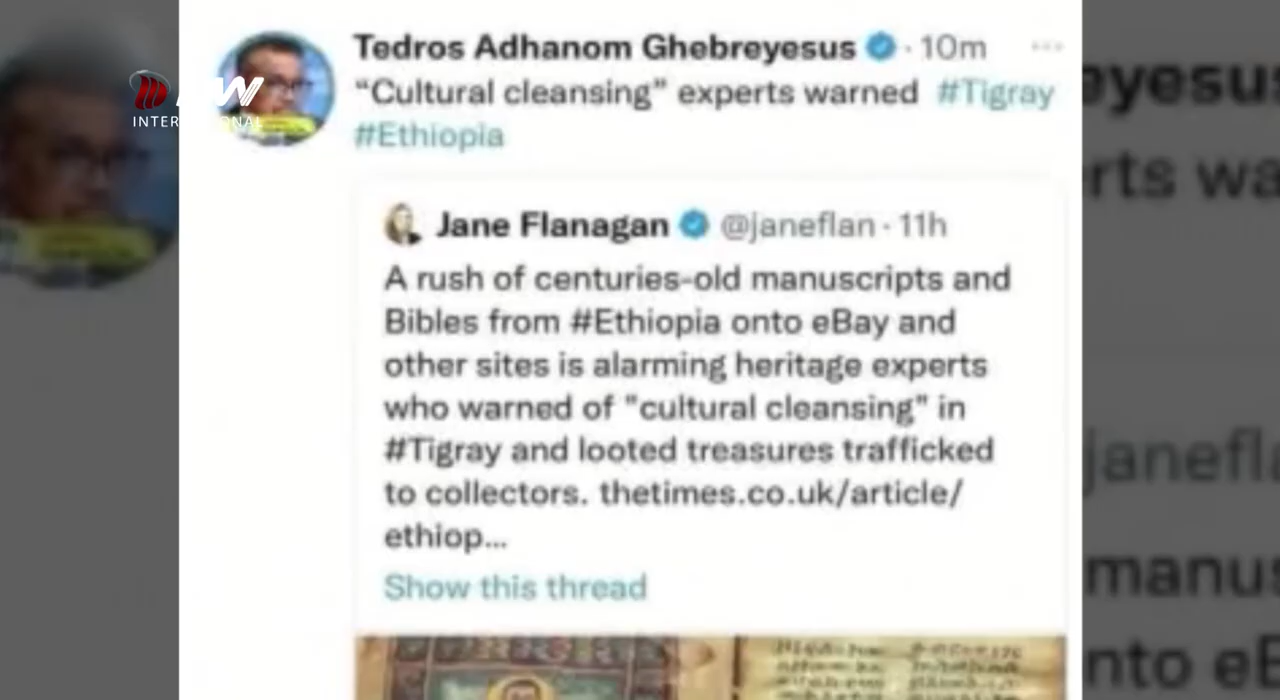 Tedros Adhanom Ghebreyesus · 10m ...
“Cultural cleansing” experts warned #Tigray
#Ethiopia
Jane Flanagan @janeflan · 11h
A rush of centuries-old manuscripts and
Bibles from #Ethiopia onto eBay and
other sites is alarming heritage experts
who warned of "cultural cleansing" in
#Tigray and looted treasures trafficked
to collectors. thetimes.co.uk/article/
ethiop...
Show this thread